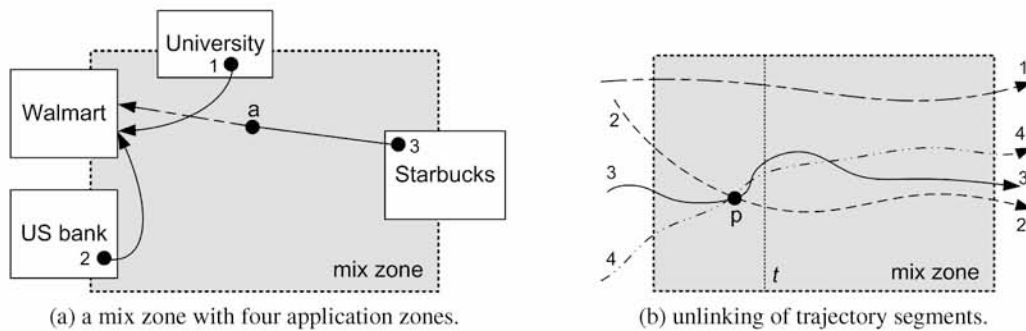 University
1
Walmart
a
3
Starbucks
US bank
2
mix zone
(a) a mix zone with four application zones.
1
2
4
3
3
p
2
4
t
mix zone
(b) unlinking of trajectory segments.